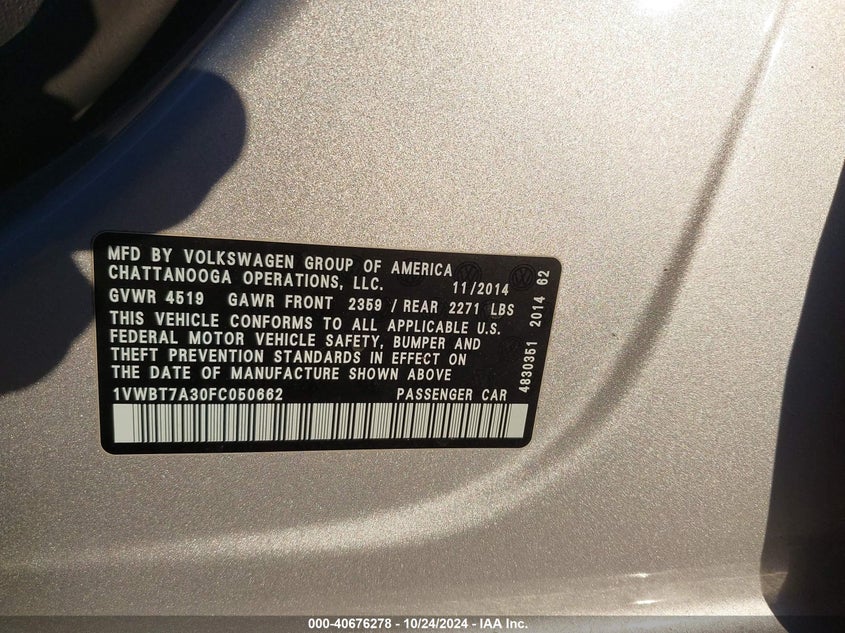 MFD BY VOLKSWAGEN GROUP OF AMERICA
CHATTANOOGA OPERATIONS, LLC. 11/2014
GVWR 4519 GAWR FRONT 2359 / REAR 2271 LBS
THIS VEHICLE CONFORMS TO ALL APPLICABLE U.S.
FEDERAL MOTOR VEHICLE SAFETY, BUMPER AND
THEFT PREVENTION STANDARDS IN EFFECT ON
THE DATE OF MANUFACTURE SHOWN ABOVE
1VWBT7A30FC050662 PASSENGER CAR
4830351 2014 62
000-40676278 - 10/24/2024 - IAA Inc.